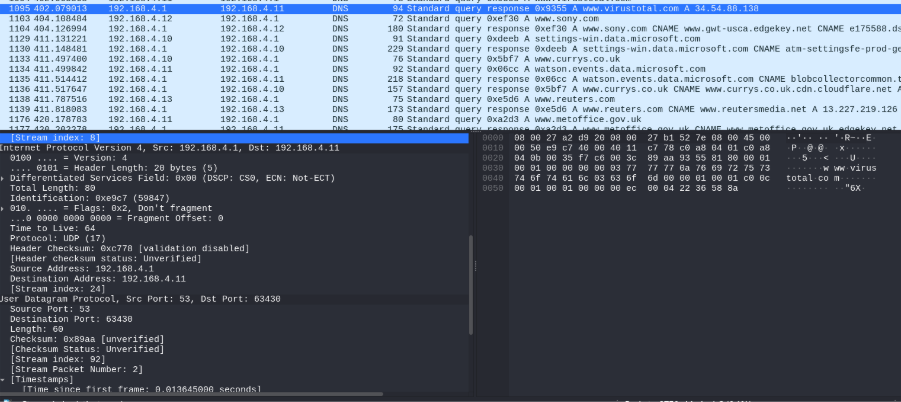 1095 402.079013 192.168.4.1 192.168.4.11 DNS 94 Standard query response 0x9355 A www.virustotal.com A 34.54.88.138
1103 404.108484 192.168.4.12 192.168.4.1 DNS 72 Standard query 0xef30 A www.sony.com
1104 404.126994 192.168.4.1 192.168.4.12 DNS 180 Standard query response 0xef30 A www.sony.com CNAME www.gwt-usca.edgekey.net CNAME e175588.ds
1129 411.131221 192.168.4.10 192.168.4.1 DNS 91 Standard query 0xdeeb A settings-win.data.microsoft.com
1130 411.148481 192.168.4.1 192.168.4.10 DNS 229 Standard query response 0xdeeb A settings-win.data.microsoft.com CNAME atm-settingsfe-prod-ge
1133 411.497400 192.168.4.10 192.168.4.1 DNS 76 Standard query 0x5bf7 A www.currys.co.uk
1134 411.499842 192.168.4.11 192.168.4.1 DNS 92 Standard query 0x06cc A watson.events.data.microsoft.com
1135 411.514412 192.168.4.1 192.168.4.11 DNS 218 Standard query response 0x06cc A watson.events.data.microsoft.com CNAME blobcollectorcommon.t
1136 411.517647 192.168.4.1 192.168.4.10 DNS 157 Standard query response 0x5bf7 A www.currys.co.uk CNAME www.currys.co.uk.cdn.cloudflare.net A
1138 411.787516 192.168.4.13 192.168.4.1 DNS 75 Standard query 0xe5d6 A www.reuters.com
1139 411.818083 192.168.4.1 192.168.4.13 DNS 173 Standard query response 0xe5d6 A www.reuters.com CNAME www.reutersmedia.net A 13.227.219.126
1176 420.178783 192.168.4.11 192.168.4.1 DNS 80 Standard query 0xa2d3 A www.metoffice.gov.uk
1177 420.202278 192.168.4.1 192.168.4.11 DNS 175 Standard query response 0xa2d3 A www.metoffice.gov.uk CNAME www.metoffice.gov.uk.edgekey.net
[Stream index: 8]
Internet Protocol Version 4, Src: 192.168.4.1, Dst: 192.168.4.11
0100 .... = Version: 4
.... 0101 = Header Length: 20 bytes (5)
Differentiated Services Field: 0x00 (DSCP: CS0, ECN: Not-ECT)
Total Length: 80
Identification: 0xe9c7 (59847)
010. .... = Flags: 0x2, Don't fragment
...0 0000 0000 0000 = Fragment Offset: 0
Time to Live: 64
Protocol: UDP (17)
Header Checksum: 0xc778 [validation disabled]
[Header checksum status: Unverified]
Source Address: 192.168.4.1
Destination Address: 192.168.4.11
[Stream index: 24]
User Datagram Protocol, Src Port: 53, Dst Port: 63430
Source Port: 53
Destination Port: 63430
Length: 60
Checksum: 0x89aa [unverified]
[Checksum Status: Unverified]
[Stream index: 92]
[Stream Packet Number: 2]
[Timestamps]
[Time since first frame: 0.013645000 seconds]
0000 08 00 27 a2 d9 20 08 00 27 b1 52 7e 08 00 45 00 ··'·· ·· '·R~··E·
0010 00 50 e9 c7 40 00 40 11 c7 78 c0 a8 04 01 c0 a8 ·P··@·@· ·x······
0020 04 0b 00 35 f7 c6 00 3c 89 aa 93 55 81 80 00 01 ···5···< ···U····
0030 00 01 00 00 00 00 03 77 77 77 0a 76 69 72 75 73 ·······w ww·virus
0040 74 6f 74 61 6c 03 63 6f 6d 00 00 01 00 01 c0 0c total·co m·······
0050 00 01 00 01 00 00 00 ec 00 04 22 36 58 8a ········ ··"6X·